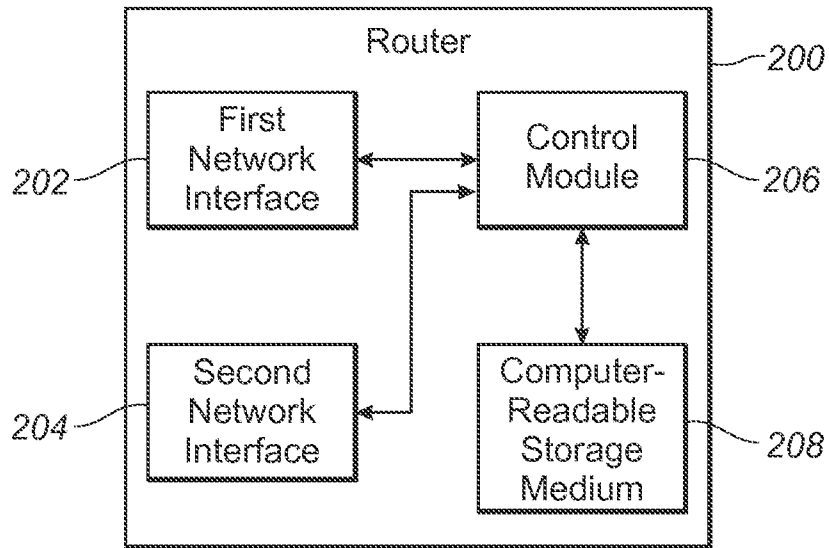 Router
200
First
Network
Interface
202
Control
Module
206
Second
Network
Interface
204
Computer-
Readable
Storage
Medium
208